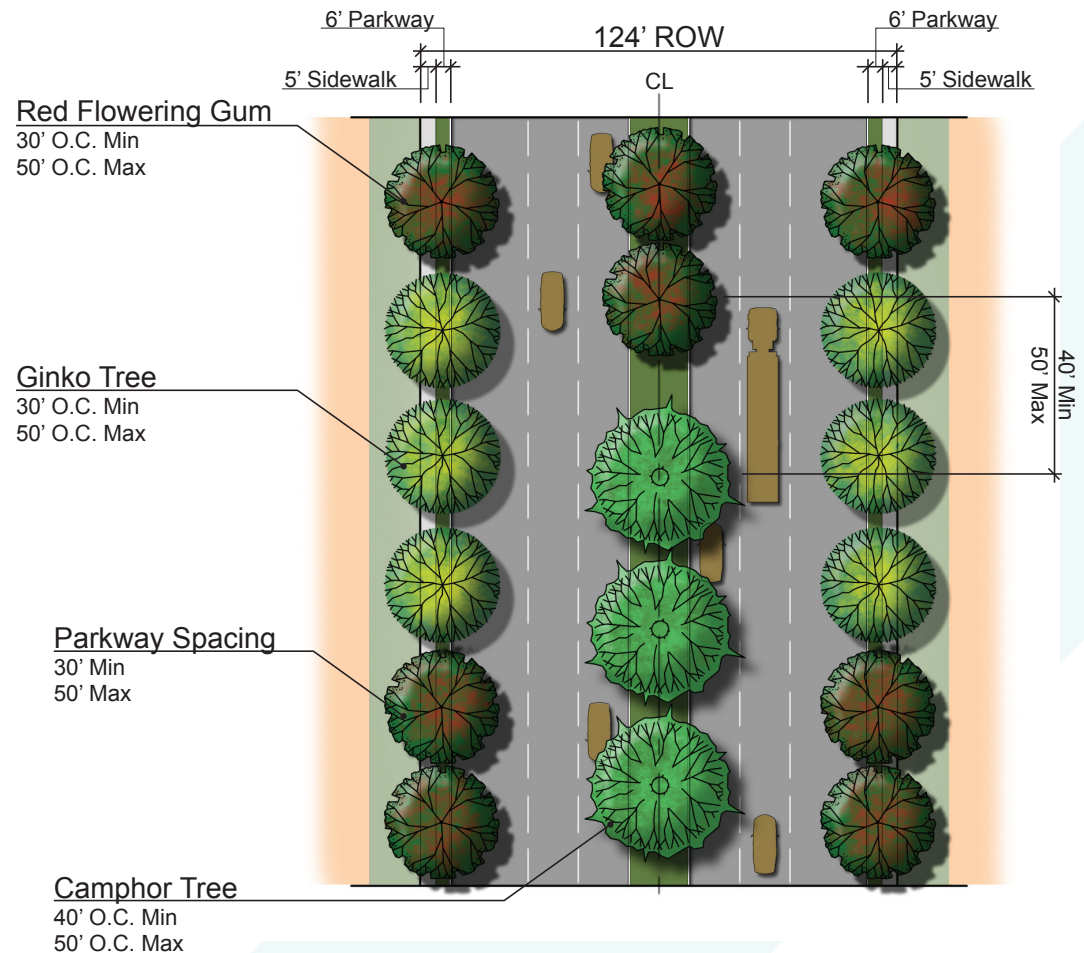 6’ Parkway
6’ Parkway
124’ ROW
5’ Sidewalk
CL
5’ Sidewalk
Red Flowering Gum
30’ O.C. Min
50’ O.C. Max
Ginko Tree
30’ O.C. Min
50’ O.C. Max
40’ Min
50’ Max
Parkway Spacing
30’ Min
50’ Max
Camphor Tree
40’ O.C. Min
50’ O.C. Max